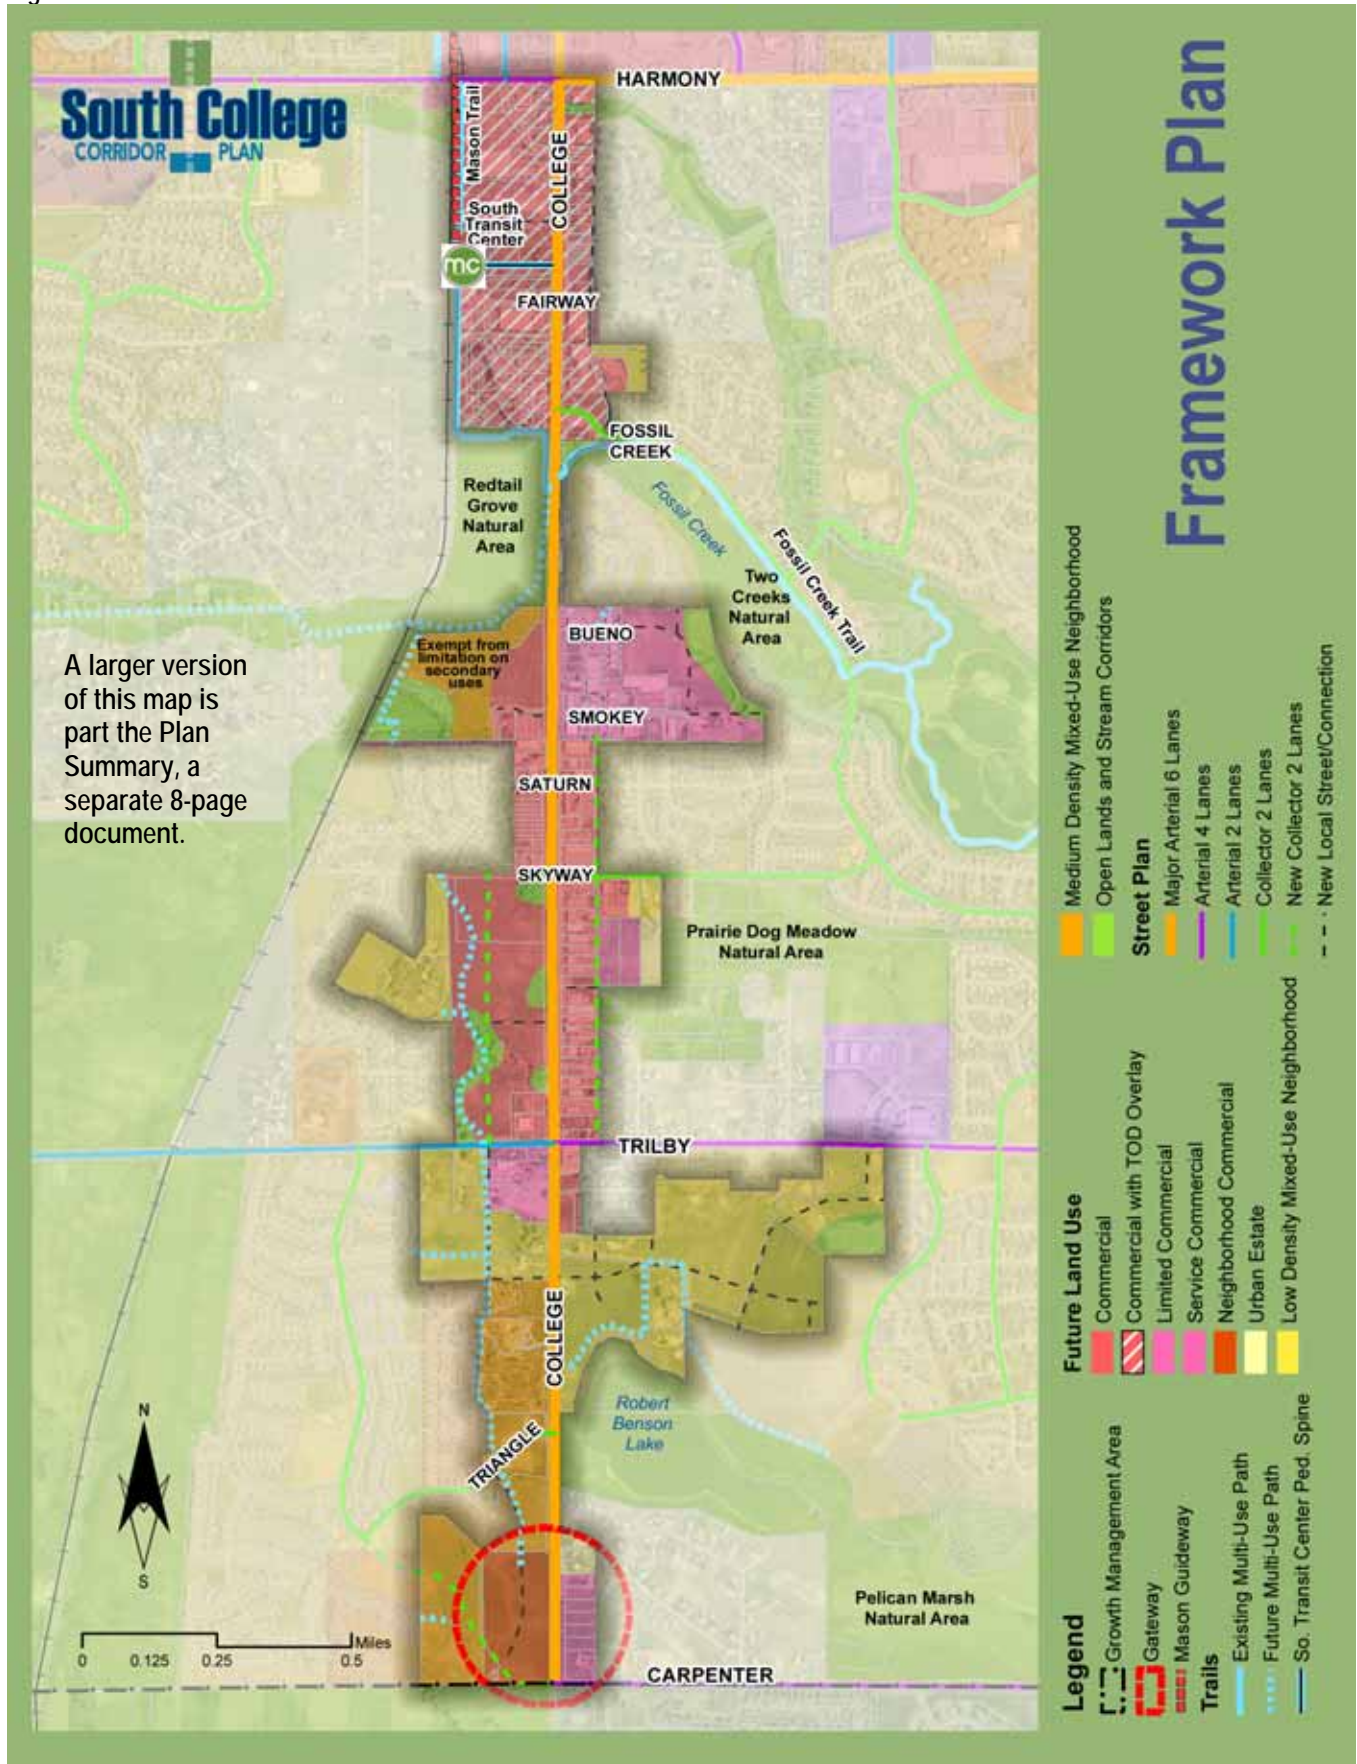 South College
CORRIDOR PLAN
HARMONY
Mason Trail
COLLEGE
South
Transit
Center
mc
FAIRWAY
FOSSIL
CREEK
Redtail
Grove
Natural
Area
Fossil Creek
Fossil Creek Trail
Two
Creeks
Natural
Area
BUENO
Exempt from
limitation on
secondary
uses
A larger version
of this map is
part the Plan
Summary, a
separate 8-page
document.
SMOKEY
SATURN
SKYWAY
Prairie Dog Meadow
Natural Area
TRILBY
COLLEGE
Robert
Benson
Lake
TRIANGLE
N
S
Pelican Marsh
Natural Area
Miles
0 0.125 0.25 0.5
CARPENTER
Framework Plan
Legend
Growth Management Area
Gateway
Mason Guideway
Trails
Existing Multi-Use Path
Future Multi-Use Path
So. Transit Center Ped. Spine
Future Land Use
Commercial
Commercial with TOD Overlay
Limited Commercial
Service Commercial
Neighborhood Commercial
Urban Estate
Low Density Mixed-Use Neighborhood
Medium Density Mixed-Use Neighborhood
Open Lands and Stream Corridors
Street Plan
Major Arterial 6 Lanes
Arterial 4 Lanes
Arterial 2 Lanes
Collector 2 Lanes
New Collector 2 Lanes
New Local Street/Connection